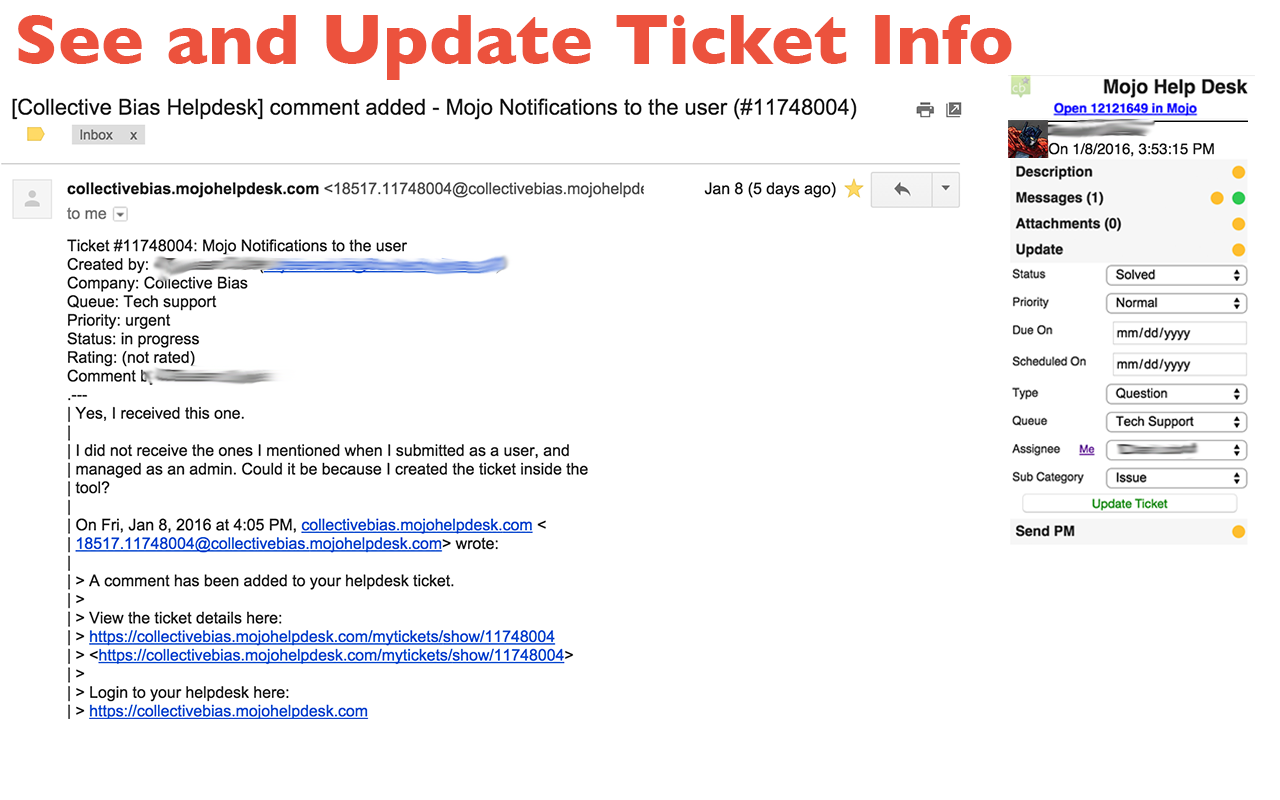 See and Update Ticket Info
[Collective Bias Helpdesk] comment added - Mojo Notifications to the user (#11748004)
Inbox x
collectivebias.mojohelpdesk.com <18517.11748004@collectivebias.mojohelpde
Jan 8 (5 days ago)
to me
Ticket #11748004: Mojo Notifications to the user
Created by:
Company: Collective Bias
Queue: Tech support
Priority: urgent
Status: in progress
Rating: (not rated)
Comment
.---
| Yes, I received this one.
|
| I did not receive the ones I mentioned when I submitted as a user, and
| managed as an admin. Could it be because I created the ticket inside the
| tool?
|
| On Fri, Jan 8, 2016 at 4:05 PM, collectivebias.mojohelpdesk.com <
| 18517.11748004@collectivebias.mojohelpdesk.com> wrote:
|
| > A comment has been added to your helpdesk ticket.
| >
| > View the ticket details here:
| > https://collectivebias.mojohelpdesk.com/mytickets/show/11748004
| > <https://collectivebias.mojohelpdesk.com/mytickets/show/11748004>
| >
| > Login to your helpdesk here:
| > https://collectivebias.mojohelpdesk.com
cb
Mojo Help Desk
Open 12121649 in Mojo
On 1/8/2016, 3:53:15 PM
Description
Messages (1)
Attachments (0)
Update
Status Solved
Priority Normal
Due On mm/dd/yyyy
Scheduled On mm/dd/yyyy
Type Question
Queue Tech Support
Assignee Me
Sub Category Issue
Update Ticket
Send PM